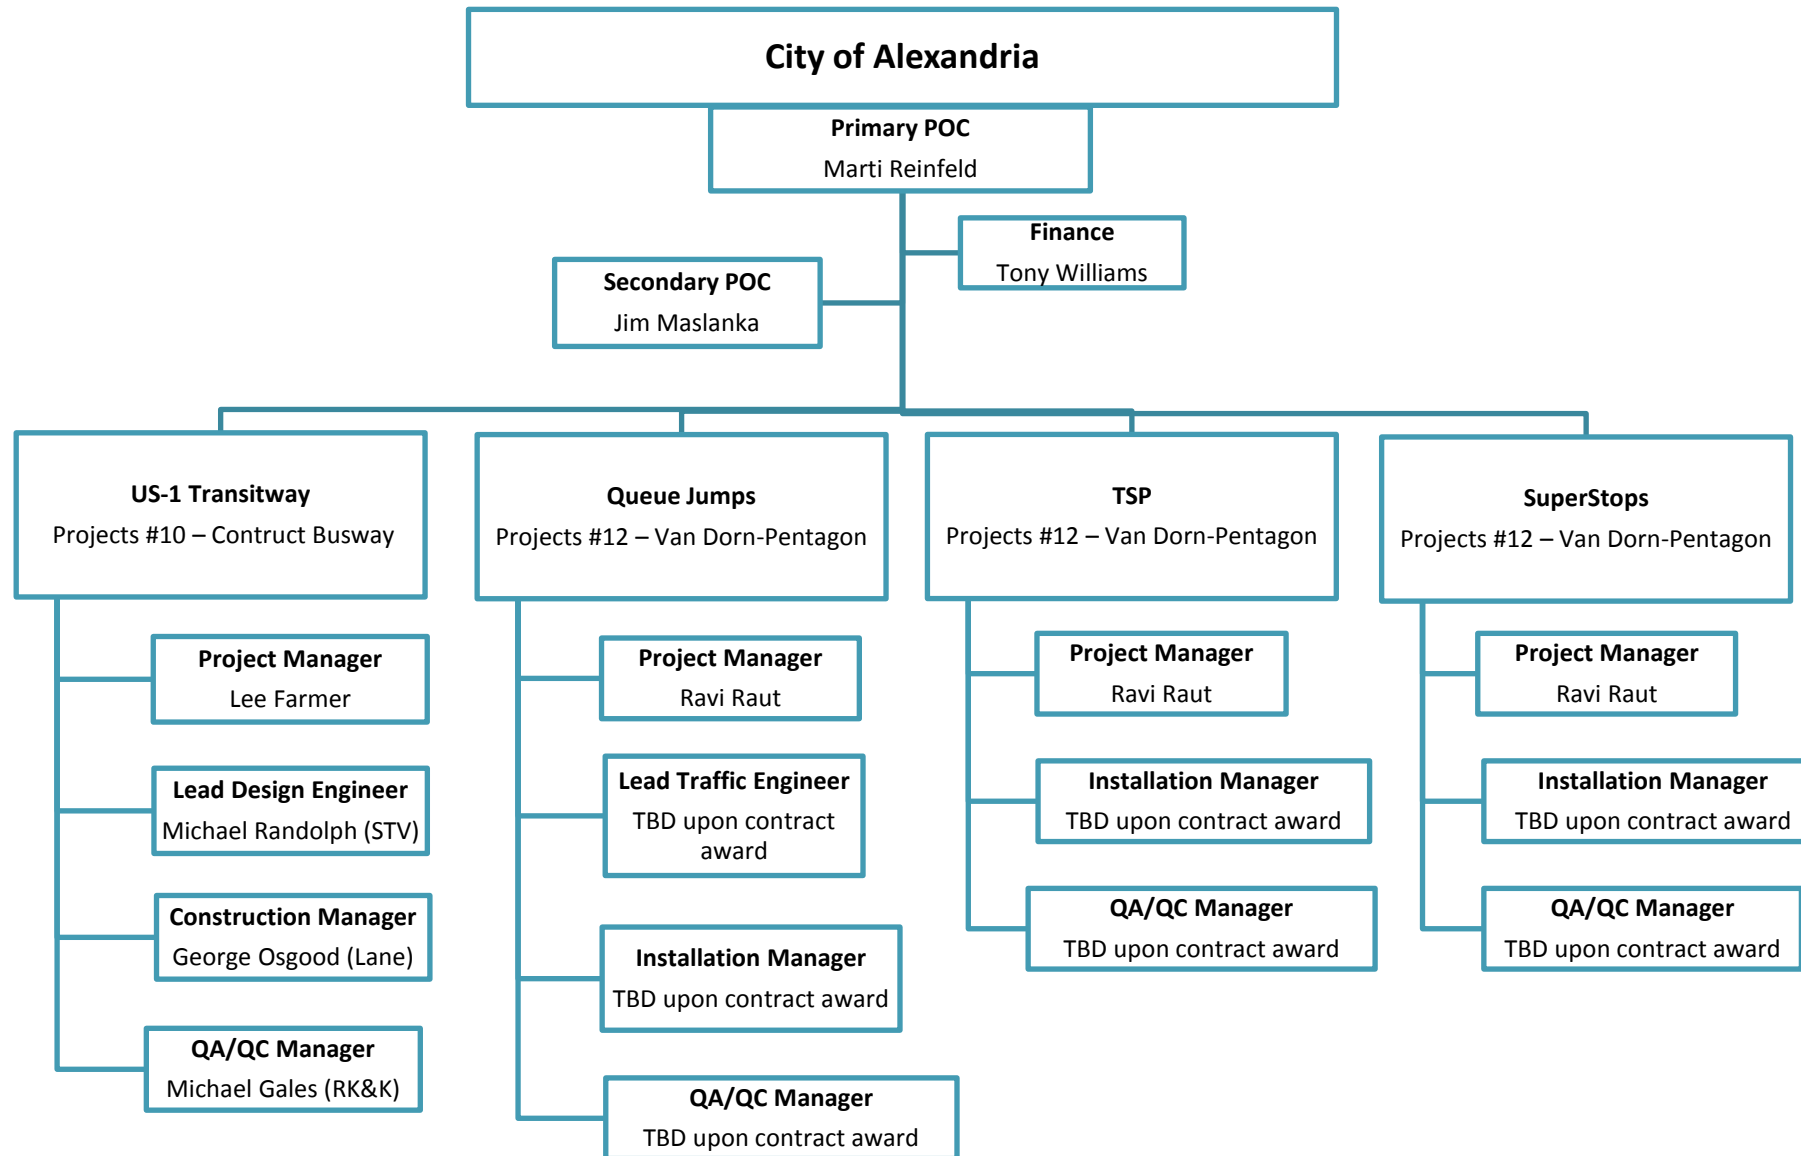 City of Alexandria
Primary POC
Marti Reinfeld
Finance
Tony Williams
Secondary POC
Jim Maslanka
US-1 Transitway
Projects #10 – Contruct Busway
Project Manager
Lee Farmer
Lead Design Engineer
Michael Randolph (STV)
Construction Manager
George Osgood (Lane)
QA/QC Manager
Michael Gales (RK&K)
Queue Jumps
Projects #12 – Van Dorn-Pentagon
Project Manager
Ravi Raut
Lead Traffic Engineer
TBD upon contract
award
Installation Manager
TBD upon contract award
QA/QC Manager
TBD upon contract award
TSP
Projects #12 – Van Dorn-Pentagon
Project Manager
Ravi Raut
Installation Manager
TBD upon contract award
QA/QC Manager
TBD upon contract award
SuperStops
Projects #12 – Van Dorn-Pentagon
Project Manager
Ravi Raut
Installation Manager
TBD upon contract award
QA/QC Manager
TBD upon contract award